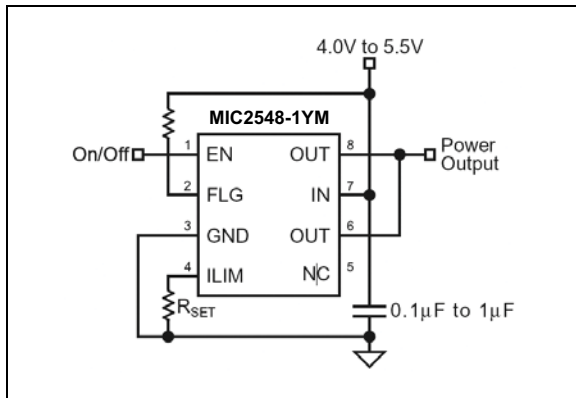 4.0V to 5.5V
MIC2548-1YM
On/Off 1 EN OUT 8 Power Output
2 FLG IN 7
3 GND OUT 6
4 ILIM N/C 5
RSET
0.1µF to 1µF